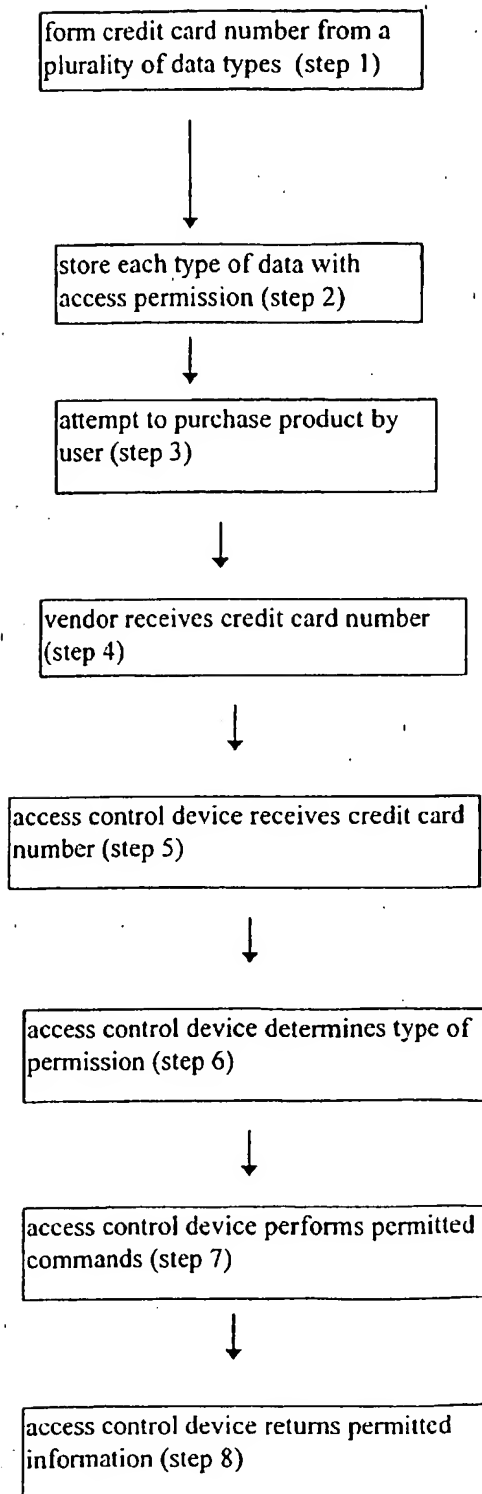 form credit card number from a
plurality of data types (step 1)
store each type of data with
access permission (step 2)
attempt to purchase product by
user (step 3)
vendor receives credit card number
(step 4)
access control device receives credit card
number (step 5)
access control device determines type of
permission (step 6)
access control device performs permitted
commands (step 7)
access control device returns permitted
information (step 8)